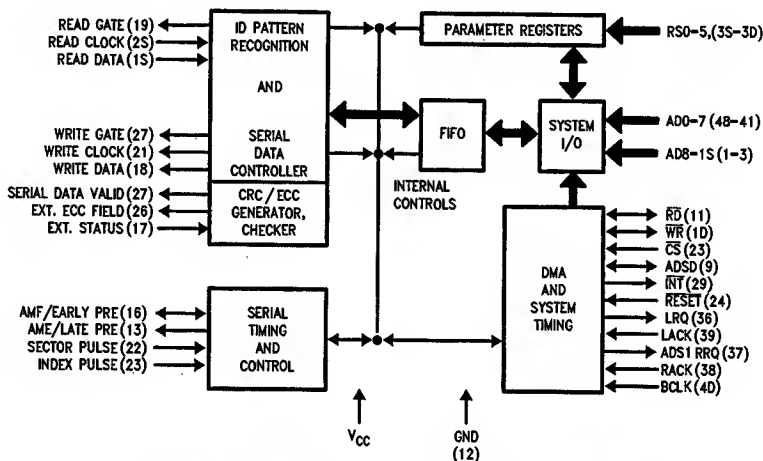 READ GATE (19)
READ CLOCK (2S)
READ DATA (1S)
WRITE GATE (27)
WRITE CLOCK (21)
WRITE DATA (18)
SERIAL DATA VALID (27)
EXT. ECC FIELD (26)
EXT. STATUS (17)
AMF/EARLY PRE (16)
AME/LATE PRE (13)
SECTOR PULSE (22)
INDEX PULSE (23)
ID PATTERN
RECOGNITION
AND
SERIAL
DATA
CONTROLLER
CRC/ECC
GENERATOR,
CHECKER
SERIAL
TIMING
AND
CONTROL
PARAMETER REGISTERS
FIFO
INTERNAL
CONTROLS
SYSTEM
I/O
DMA
AND
SYSTEM
TIMING
RS0-5,(3S-3D)
AD0-7 (48-41)
AD8-1S (1-3)
RD (11)
WR (1D)
CS (23)
ADSD (9)
INT (29)
RESET (24)
LRQ (36)
LACK (39)
ADS1 RRQ (37)
RACK (38)
BCLK (4D)
VCC
GND
(12)